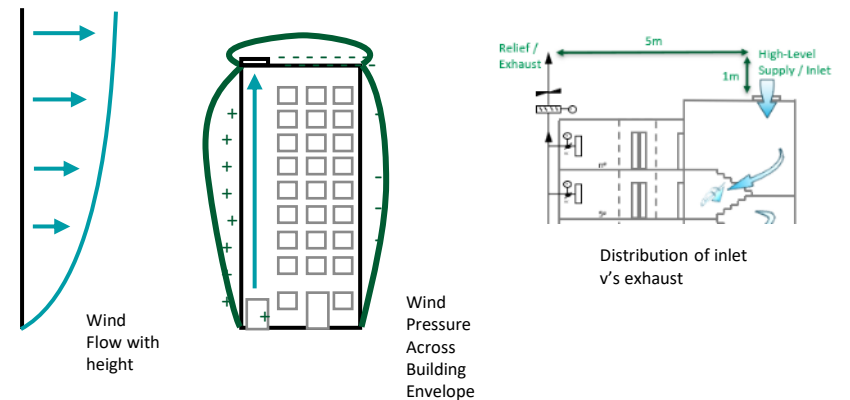 5m
Relief /
Exhaust
High-Level
Supply / Inlet
1m
Distribution of inlet
v's exhaust
Wind
Flow with
height
Wind
Pressure
Across
Building
Envelope